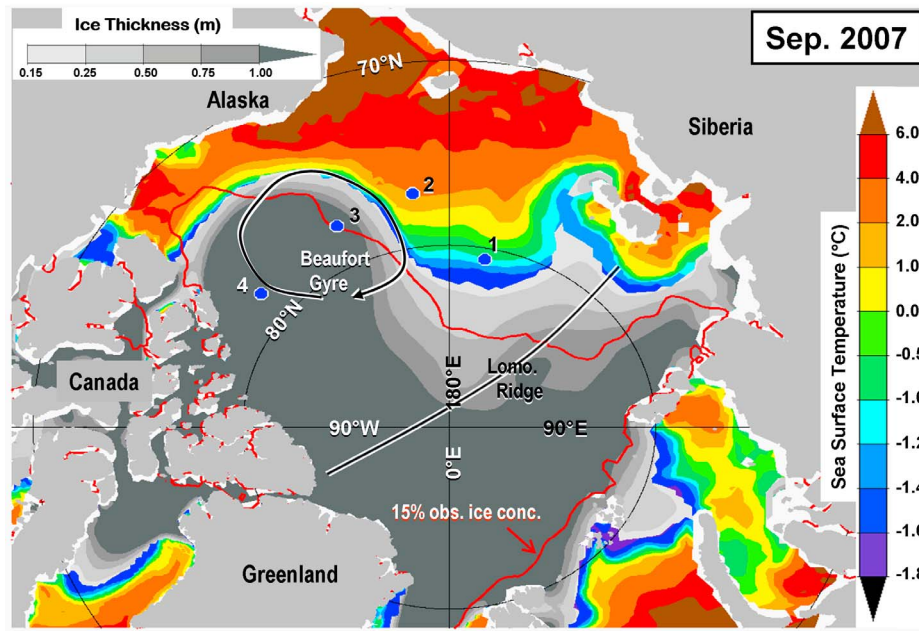 Ice Thickness (m)
0.15 0.25 0.50 0.75 1.00
Sep. 2007
70°N
Alaska
Siberia
2
3
1
Beaufort
Gyre
4
80°N
Canada
180°E
Lomo.
Ridge
90°W
90°E
0°E
15% obs. ice conc.
Greenland
Sea Surface Temperature (°C)
6.0
4.0
2.0
1.0
0.0
-0.5
-1.0
-1.2
-1.4
-1.6
-1.8